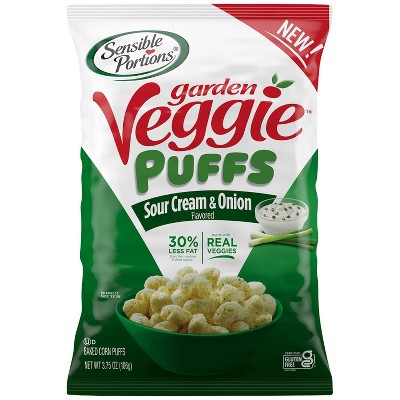 Sensible
Portions
NEW!
garden
Veggie™
PUFFS
Sour Cream & Onion
Flavored
30%
LESS FAT
REAL
VEGGIES
U D
BAKED CORN PUFFS
NET WT 3.75 OZ (106g)
GLUTEN
FREE